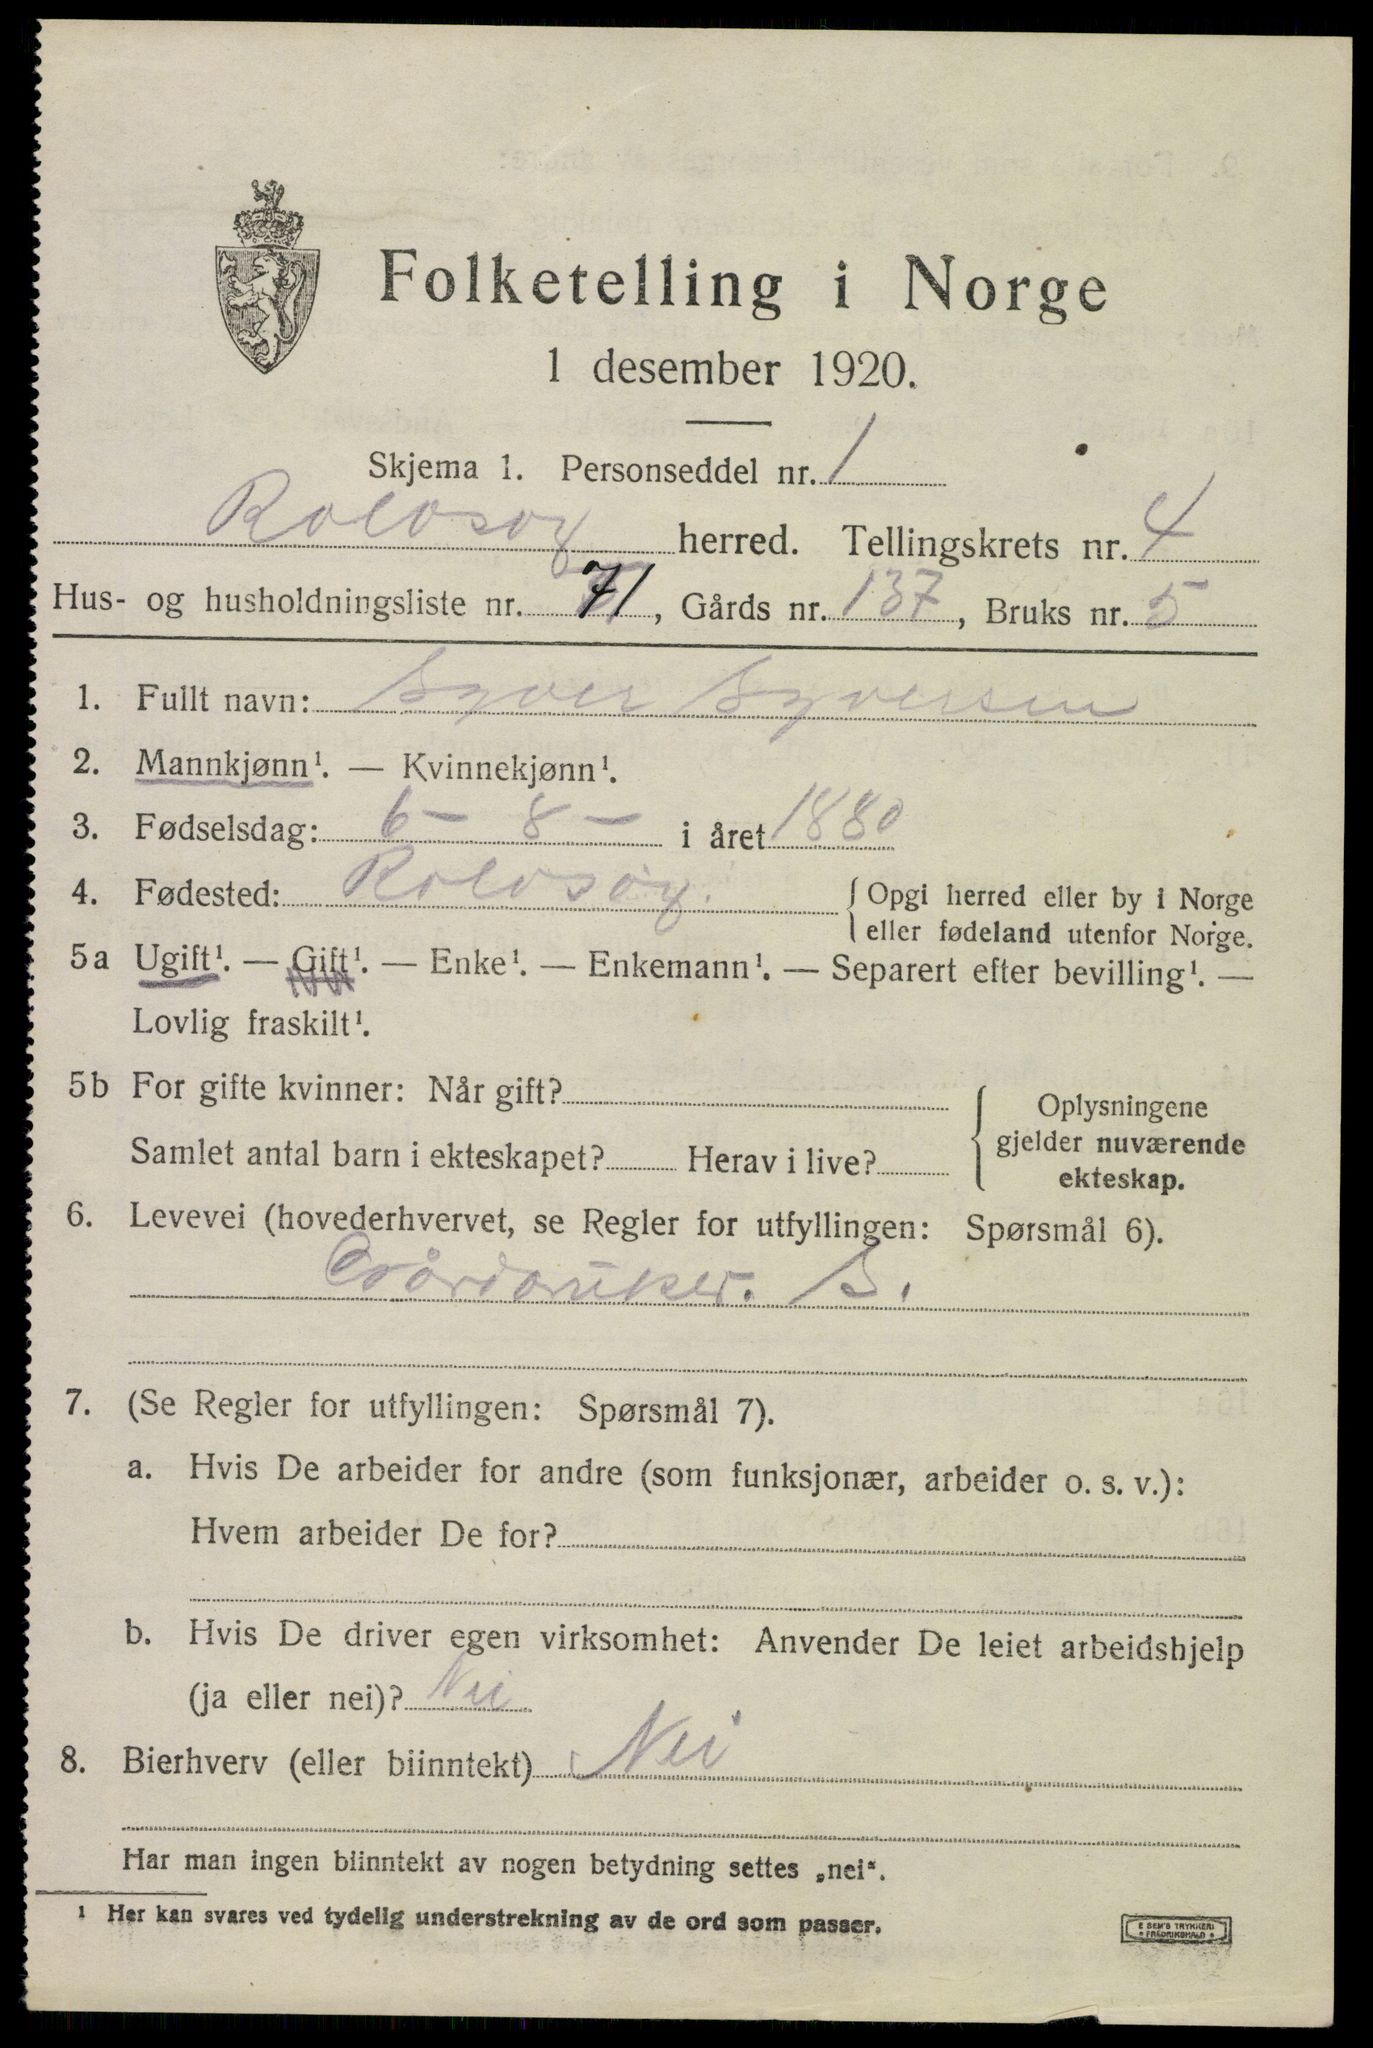 Folketelling i Norge
1 desember 1920.
Skjema 1. Personseddel nr. 1
Rolvsøy herred. Tellingskrets nr. 4
Hus- og husholdningsliste nr. 71, Gårds nr. 137, Bruks nr. 5
1. Fullt navn: Syver Syversen
2. Mannkjønn¹. — Kvinnekjønn¹.
3. Fødselsdag: 6 - 8 - i året 1880
4. Fødested: Rolvsøy. Opgi herred eller by i Norge
eller fødeland utenfor Norge.
5a Ugift¹. — Gift¹. — Enke¹. — Enkemann¹. — Separert efter bevilling¹. —
Lovlig fraskilt¹.
5b For gifte kvinner: Når gift?
Samlet antal barn i ekteskapet? Herav i live?
Oplysningene
gjelder nuværende
ekteskap.
6. Levevei (hovederhvervet, se Regler for utfyllingen: Spørsmål 6).
Gårdbruker. S.
7. (Se Regler for utfyllingen: Spørsmål 7).
a. Hvis De arbeider for andre (som funksjonær, arbeider o. s. v.):
Hvem arbeider De for?
b. Hvis De driver egen virksomhet: Anvender De leiet arbeidshjelp
(ja eller nei)? Nei
8. Bierhverv (eller biinntekt) Nei
Har man ingen biinntekt av nogen betydning settes „nei“.
¹ Her kan svares ved tydelig understrekning av de ord som passer.
E SEM'S TRYKKERI
FREDRIKSHALD